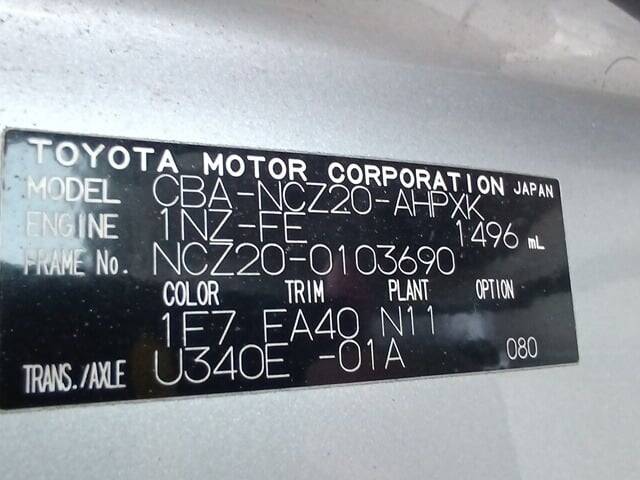 TOYOTA MOTOR CORPORATION JAPAN
MODEL CBA-NCZ20-AHPXK
ENGINE 1NZ-FE 1496 mL
FRAME No. NCZ20-0103690
COLOR TRIM PLANT OPTION
1E7 EA40 N11
TRANS./AXLE U340E -01A 080